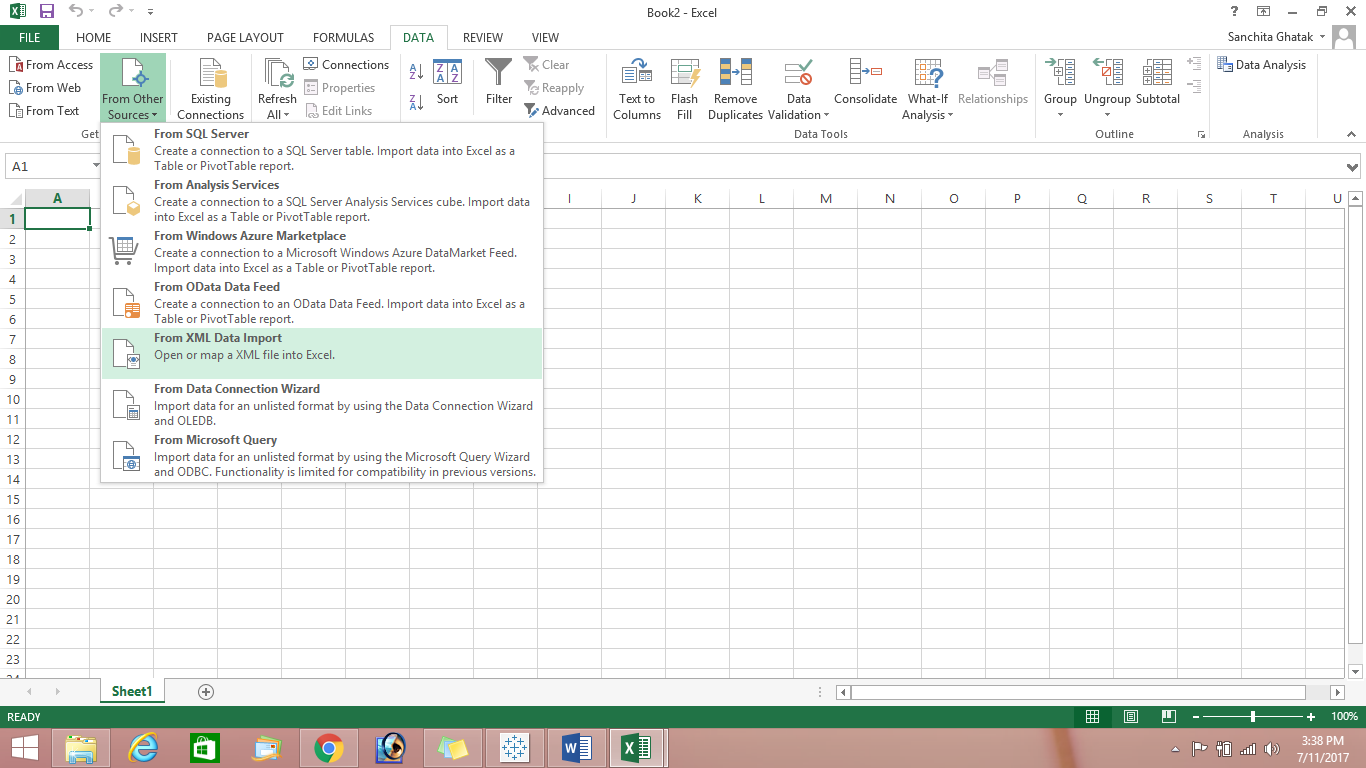 Book2 - Excel
?
FILE HOME INSERT PAGE LAYOUT FORMULAS DATA REVIEW VIEW Sanchita Ghatak
From Access
From Web
From Text
From Other
Sources
Existing
Connections
Refresh
All
Connections
Properties
Edit Links
Sort
Filter
Clear
Reapply
Advanced
Text to
Columns
Flash
Fill
Remove
Duplicates
Data
Validation
Consolidate
What-If
Analysis
Relationships
Group
Ungroup
Subtotal
Data Analysis
Get
Data Tools
Outline
Analysis
From SQL Server
Create a connection to a SQL Server table. Import data into Excel as a
Table or PivotTable report.
From Analysis Services
Create a connection to a SQL Server Analysis Services cube. Import data
into Excel as a Table or PivotTable report.
From Windows Azure Marketplace
Create a connection to a Microsoft Windows Azure DataMarket Feed.
Import data into Excel as a Table or PivotTable report.
From OData Data Feed
Create a connection to an OData Data Feed. Import data into Excel as a
Table or PivotTable report.
From XML Data Import
Open or map a XML file into Excel.
From Data Connection Wizard
Import data for an unlisted format by using the Data Connection Wizard
and OLEDB.
From Microsoft Query
Import data for an unlisted format by using the Microsoft Query Wizard
and ODBC. Functionality is limited for compatibility in previous versions.
A1
A I J K L M N O P Q R S T U
1
2
3
4
5
6
7
8
9
10
11
12
13
14
15
16
17
18
19
20
21
22
23
24
Sheet1
READY
100%
3:38 PM
7/11/2017